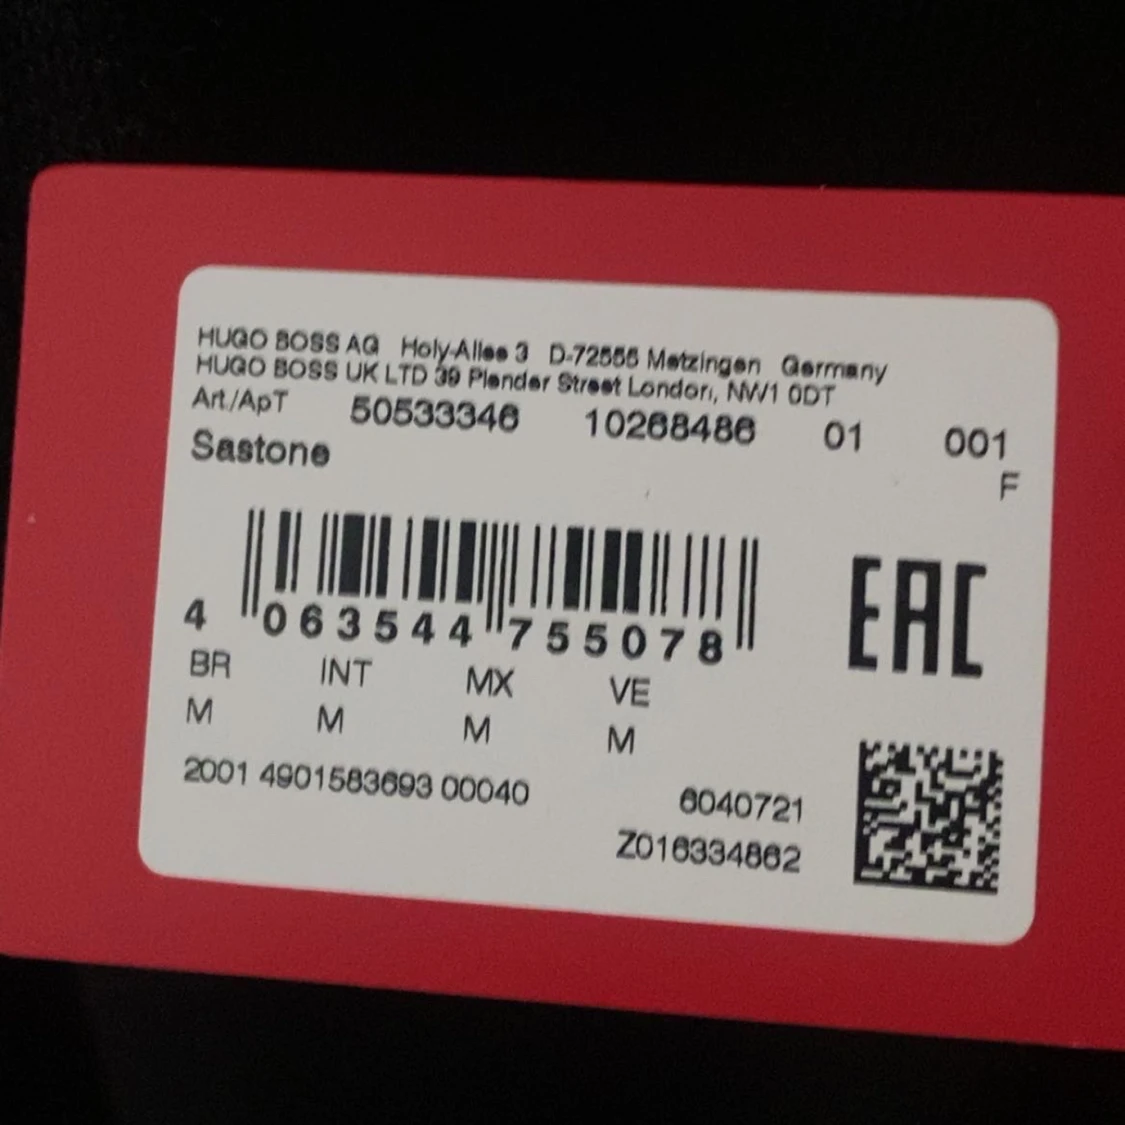 HUGO BOSS AG Holy-Allee 3 D-72555 Metzingen Germany
HUGO BOSS UK LTD 39 Plender Street London, NW1 0DT
Art./ApT 50533346 10268486 01 001
Sastone F
4 063544 755078
EAC
BR INT MX VE
M M M M
2001 4901583693 00040 6040721
Z016334862